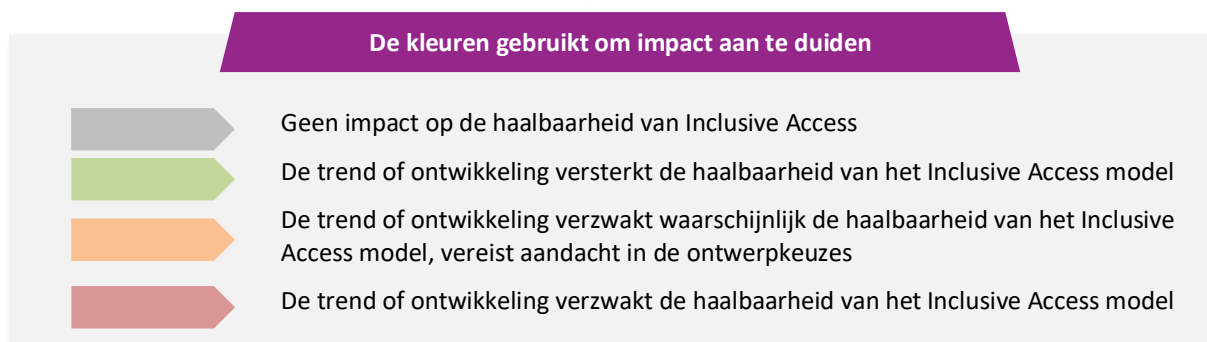 De kleuren gebruikt om impact aan te duiden
Geen impact op de haalbaarheid van Inclusive Access
De trend of ontwikkeling versterkt de haalbaarheid van het Inclusive Access model
De trend of ontwikkeling verzwakt waarschijnlijk de haalbaarheid van het Inclusive
Access model, vereist aandacht in de ontwerpkeuzes
De trend of ontwikkeling verzwakt de haalbaarheid van het Inclusive Access model